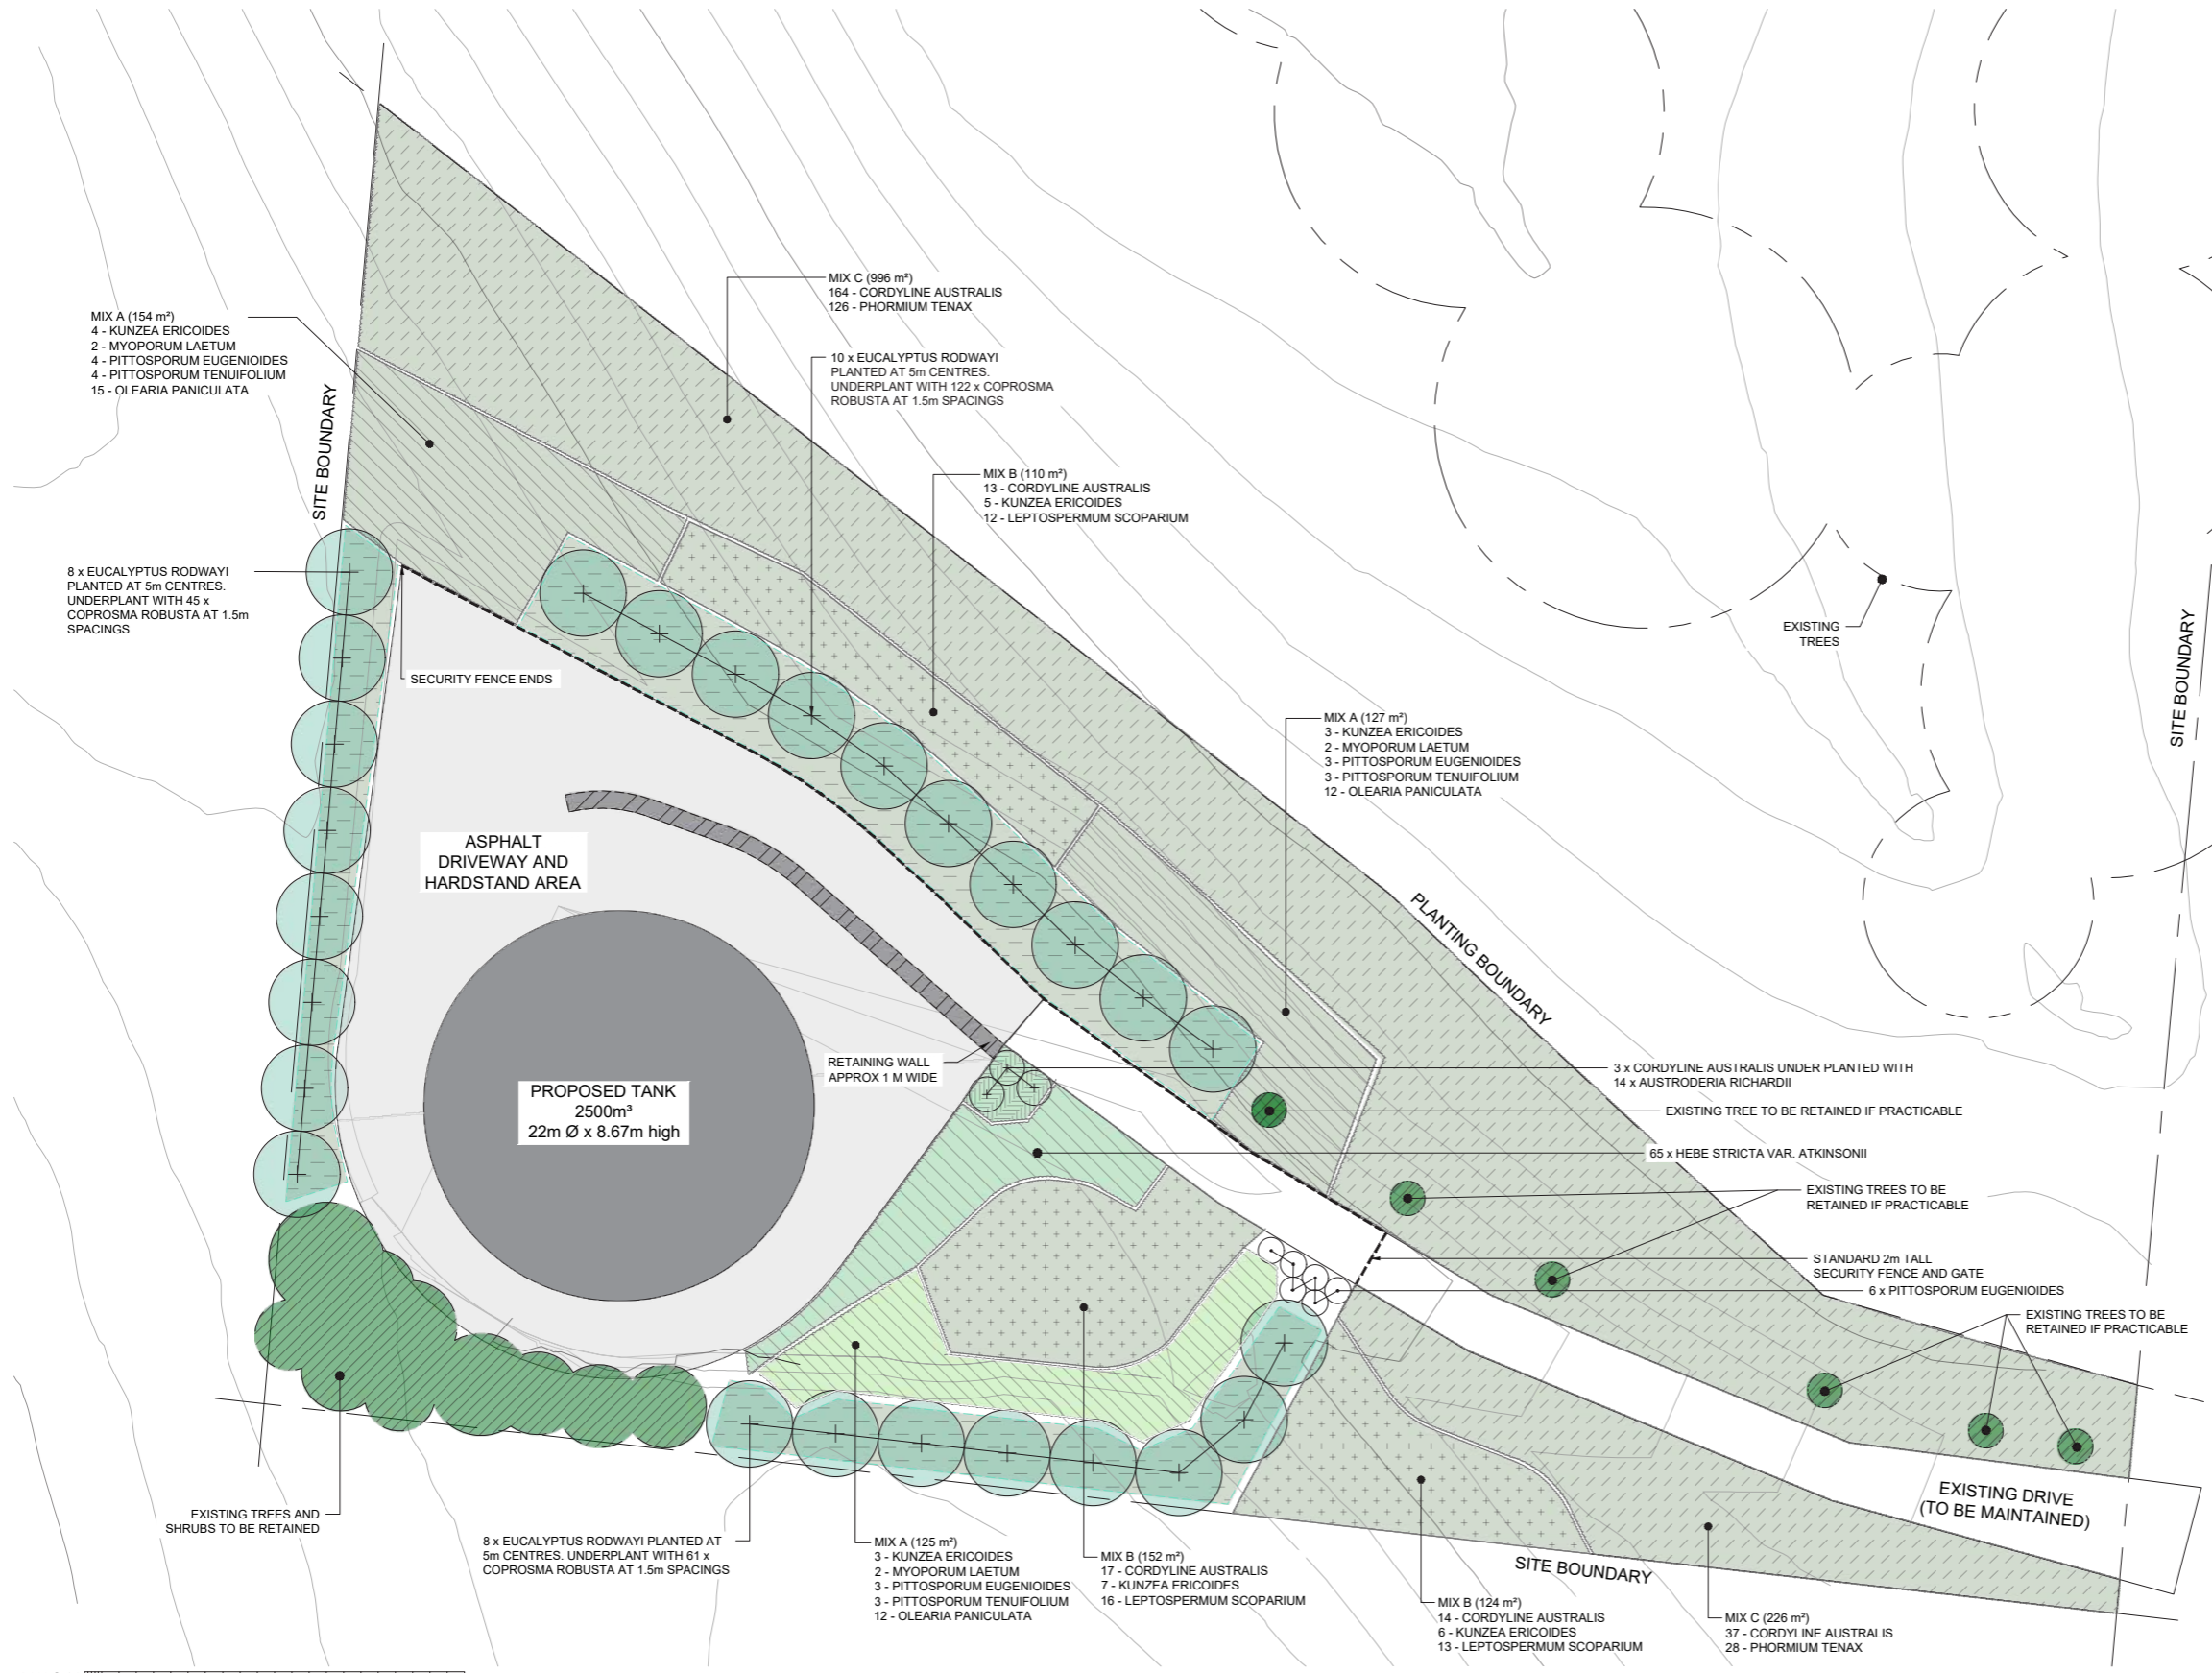 MIX C (996 m²)
164 - CORDYLINE AUSTRALIS
126 - PHORMIUM TENAX
MIX A (154 m²)
4 - KUNZEA ERICOIDES
2 - MYOPORUM LAETUM
4 - PITTOSPORUM EUGENIOIDES
4 - PITTOSPORUM TENUIFOLIUM
15 - OLEARIA PANICULATA
10 x EUCALYPTUS RODWAYI
PLANTED AT 5m CENTRES.
UNDERPLANT WITH 122 x COPROSMA
ROBUSTA AT 1.5m SPACINGS
SITE BOUNDARY
MIX B (110 m²)
13 - CORDYLINE AUSTRALIS
5 - KUNZEA ERICOIDES
12 - LEPTOSPERMUM SCOPARIUM
8 x EUCALYPTUS RODWAYI
PLANTED AT 5m CENTRES.
UNDERPLANT WITH 45 x
COPROSMA ROBUSTA AT 1.5m
SPACINGS
EXISTING
TREES
SITE BOUNDARY
SECURITY FENCE ENDS
MIX A (127 m²)
3 - KUNZEA ERICOIDES
2 - MYOPORUM LAETUM
3 - PITTOSPORUM EUGENIOIDES
3 - PITTOSPORUM TENUIFOLIUM
12 - OLEARIA PANICULATA
ASPHALT
DRIVEWAY AND
HARDSTAND AREA
PLANTING BOUNDARY
RETAINING WALL
APPROX 1 M WIDE
3 x CORDYLINE AUSTRALIS UNDER PLANTED WITH
14 x AUSTRODERIA RICHARDII
PROPOSED TANK
2500m³
22m Ø x 8.67m high
EXISTING TREE TO BE RETAINED IF PRACTICABLE
65 x HEBE STRICTA VAR. ATKINSONII
EXISTING TREES TO BE
RETAINED IF PRACTICABLE
STANDARD 2m TALL
SECURITY FENCE AND GATE
6 x PITTOSPORUM EUGENIOIDES
EXISTING TREES TO BE
RETAINED IF PRACTICABLE
EXISTING DRIVE
(TO BE MAINTAINED)
EXISTING TREES AND
SHRUBS TO BE RETAINED
8 x EUCALYPTUS RODWAYI PLANTED AT
5m CENTRES. UNDERPLANT WITH 61 x
COPROSMA ROBUSTA AT 1.5m SPACINGS
MIX A (125 m²)
3 - KUNZEA ERICOIDES
2 - MYOPORUM LAETUM
3 - PITTOSPORUM EUGENIOIDES
3 - PITTOSPORUM TENUIFOLIUM
12 - OLEARIA PANICULATA
MIX B (152 m²)
17 - CORDYLINE AUSTRALIS
7 - KUNZEA ERICOIDES
16 - LEPTOSPERMUM SCOPARIUM
SITE BOUNDARY
MIX B (124 m²)
14 - CORDYLINE AUSTRALIS
6 - KUNZEA ERICOIDES
13 - LEPTOSPERMUM SCOPARIUM
MIX C (226 m²)
37 - CORDYLINE AUSTRALIS
28 - PHORMIUM TENAX